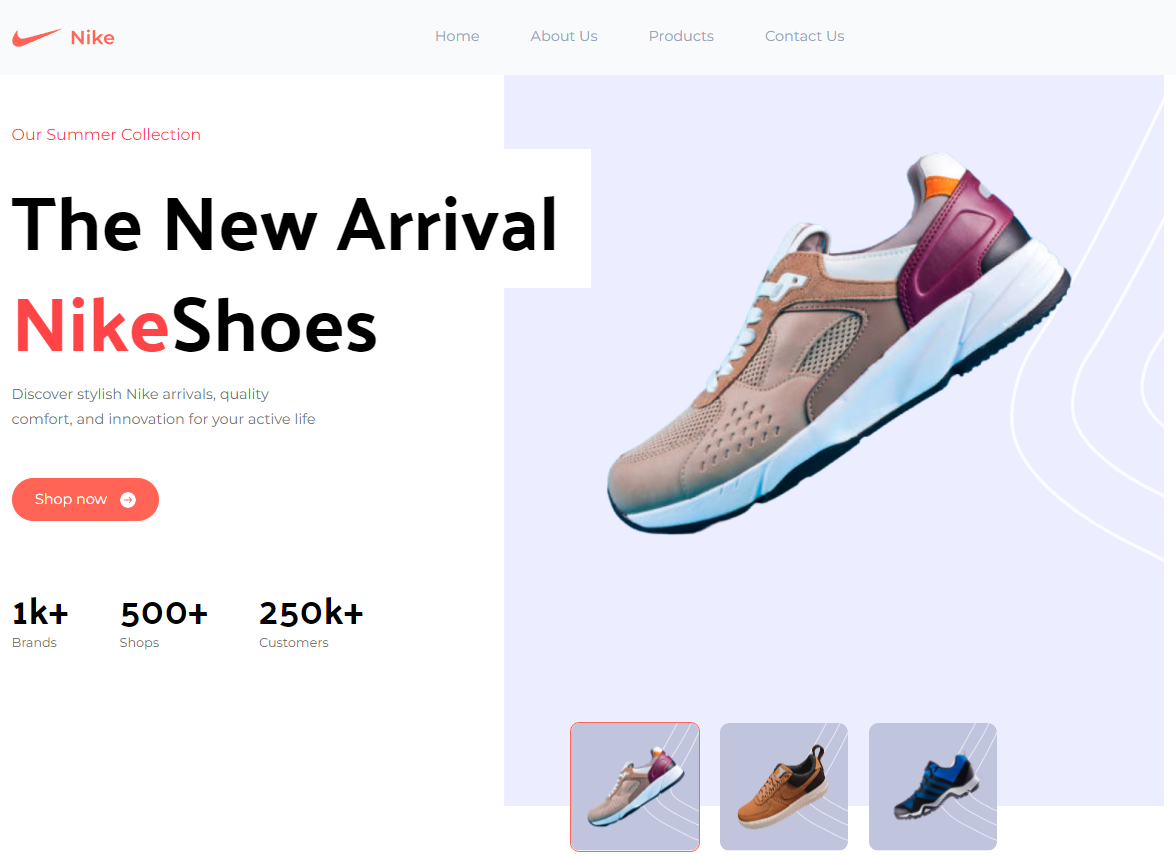 Nike
Home
About Us
Products
Contact Us
Our Summer Collection
The New Arrival
NikeShoes
Discover stylish Nike arrivals, quality
comfort, and innovation for your active life
Shop now
1k+
Brands
500+
Shops
250k+
Customers